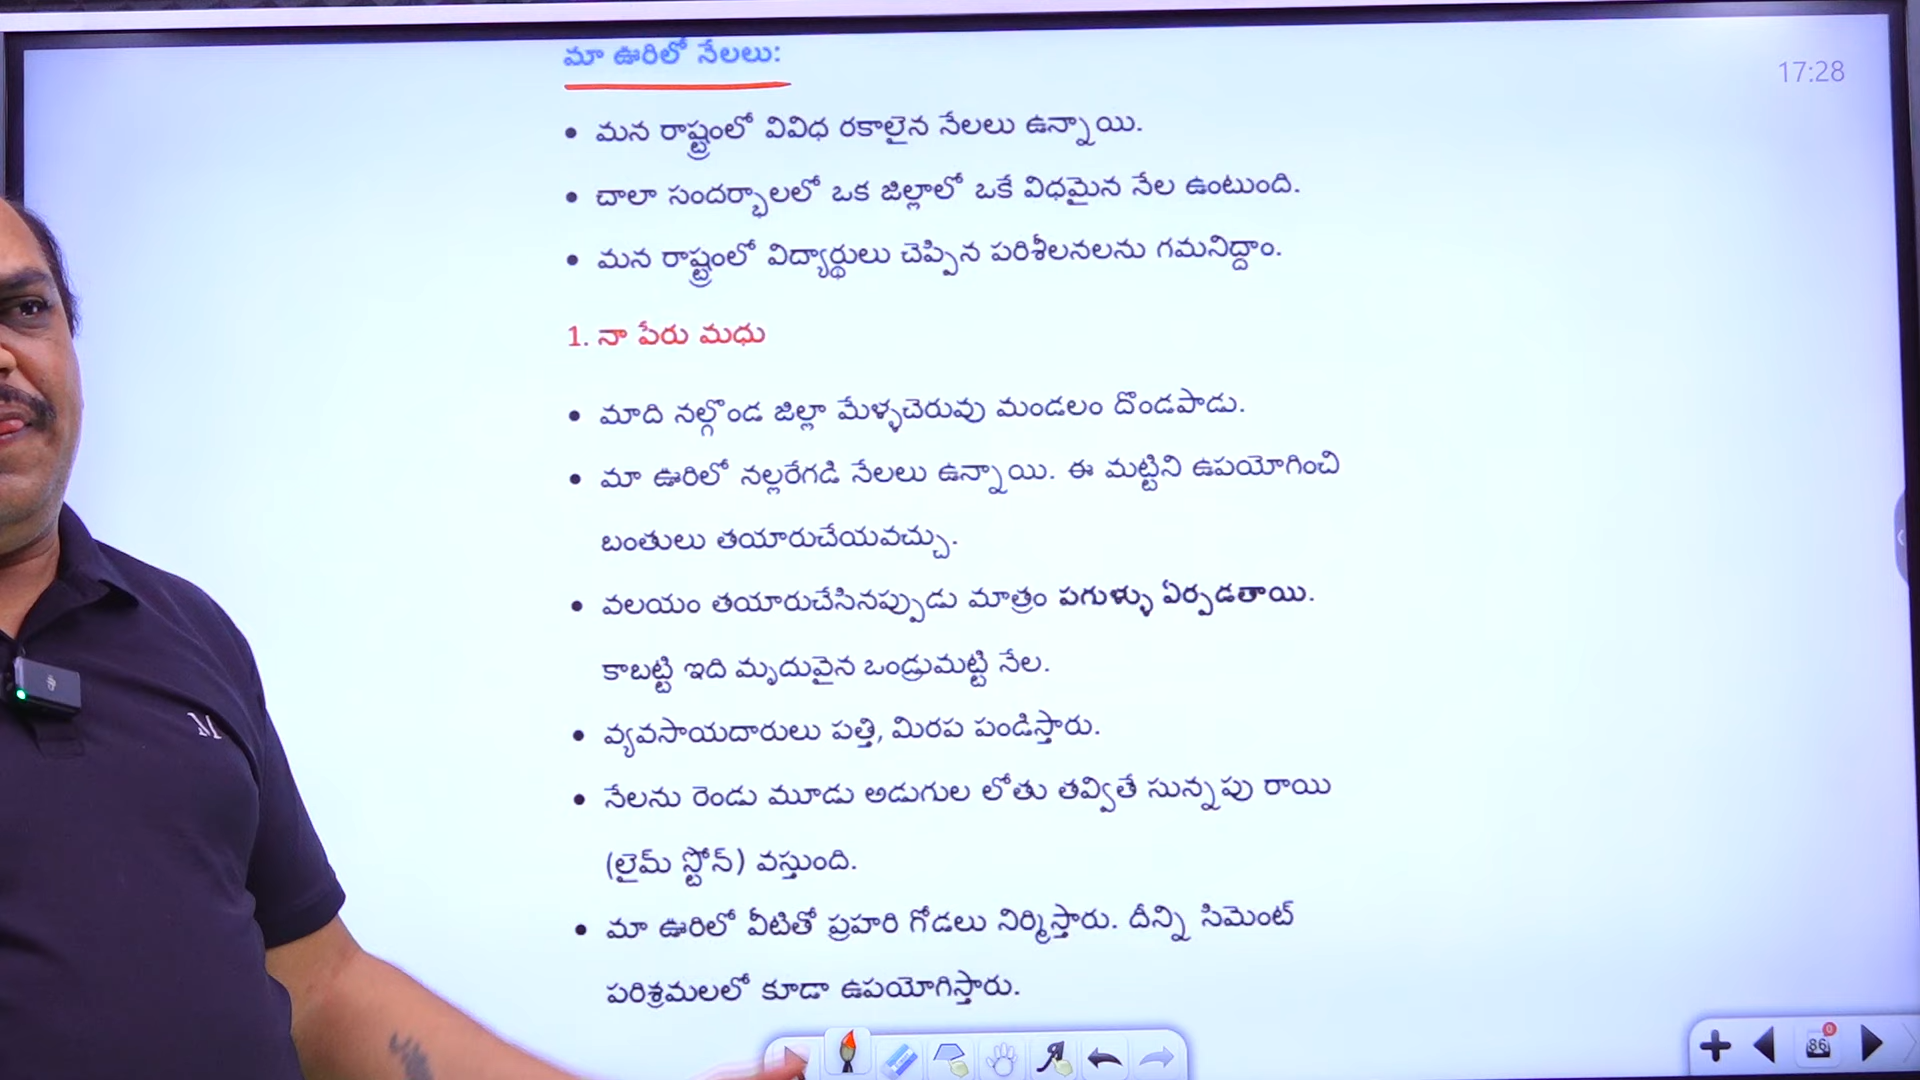 మా ఊరిలో నేలలు:
17:28
• మన రాష్ట్రంలో వివిధ రకాలైన నేలలు ఉన్నాయి.
• చాలా సందర్భాలలో ఒక జిల్లాలో ఒకే విధమైన నేల ఉంటుంది.
• మన రాష్ట్రంలో విద్యార్థులు చెప్పిన పరిశీలనలను గమనిద్దాం.
1. నా పేరు మధు
• మాది నల్గొండ జిల్లా మేళ్ళచెరువు మండలం దొండపాడు.
• మా ఊరిలో నల్లరేగడి నేలలు ఉన్నాయి. ఈ మట్టిని ఉపయోగించి
బంతులు తయారుచేయవచ్చు.
• వలయం తయారుచేసినప్పుడు మాత్రం పగుళ్ళు ఏర్పడతాయి.
కాబట్టి ఇది మృదువైన ఒండ్రుమట్టి నేల.
• వ్యవసాయదారులు పత్తి, మిరప పండిస్తారు.
• నేలను రెండు మూడు అడుగుల లోతు తవ్వితే సున్నపు రాయి
(లైమ్ స్టోన్) వస్తుంది.
• మా ఊరిలో వీటితో ప్రహరి గోడలు నిర్మిస్తారు. దీన్ని సిమెంట్
పరిశ్రమలలో కూడా ఉపయోగిస్తారు.
M
86
0